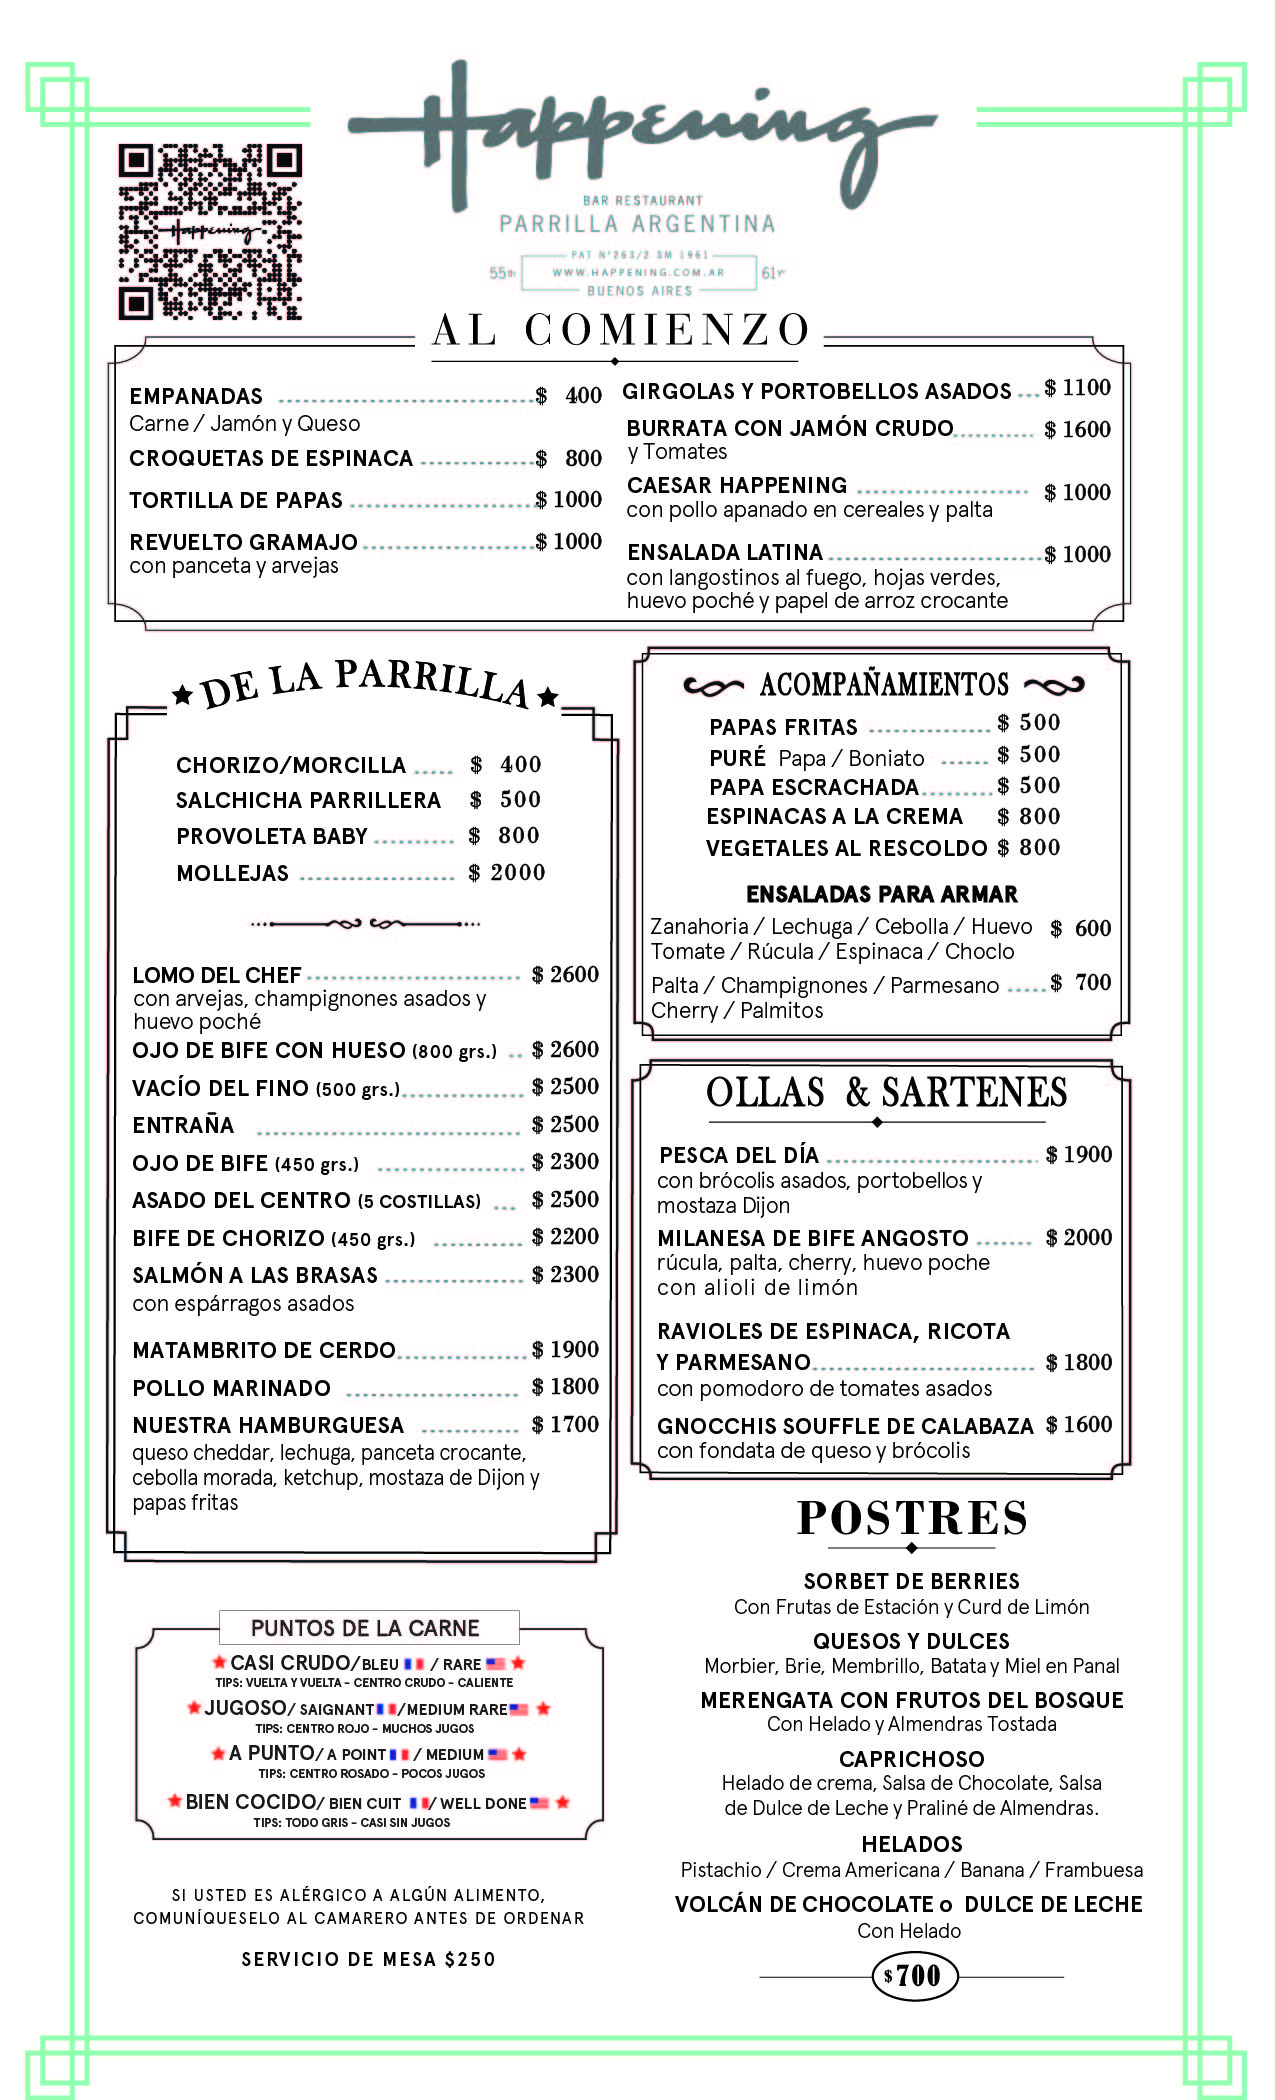 Happening
BAR RESTAURANT
PARRILLA ARGENTINA
PAT N°263/2 SM 1961
55th WWW.HAPPENING.COM.AR 61yr
BUENOS AIRES
Happening
AL COMIENZO
EMPANADAS $ 400
Carne / Jamón y Queso
CROQUETAS DE ESPINACA $ 800
TORTILLA DE PAPAS $ 1000
REVUELTO GRAMAJO $ 1000
con panceta y arvejas
GIRGOLAS Y PORTOBELLOS ASADOS $ 1100
BURRATA CON JAMÓN CRUDO $ 1600
y Tomates
CAESAR HAPPENING $ 1000
con pollo apanado en cereales y palta
ENSALADA LATINA $ 1000
con langostinos al fuego, hojas verdes,
huevo poché y papel de arroz crocante
DE LA PARRILLA
CHORIZO/MORCILLA $ 400
SALCHICHA PARRILLERA $ 500
PROVOLETA BABY $ 800
MOLLEJAS $ 2000
LOMO DEL CHEF $ 2600
con arvejas, champignones asados y
huevo poché
OJO DE BIFE CON HUESO (800 grs.) $ 2600
VACÍO DEL FINO (500 grs.) $ 2500
ENTRAÑA $ 2500
OJO DE BIFE (450 grs.) $ 2300
ASADO DEL CENTRO (5 COSTILLAS) $ 2500
BIFE DE CHORIZO (450 grs.) $ 2200
SALMÓN A LAS BRASAS $ 2300
con espárragos asados
MATAMBRITO DE CERDO $ 1900
POLLO MARINADO $ 1800
NUESTRA HAMBURGUESA $ 1700
queso cheddar, lechuga, panceta crocante,
cebolla morada, ketchup, mostaza de Dijon y
papas fritas
ACOMPAÑAMIENTOS
PAPAS FRITAS $ 500
PURÉ Papa / Boniato $ 500
PAPA ESCRACHADA $ 500
ESPINACAS A LA CREMA $ 800
VEGETALES AL RESCOLDO $ 800
ENSALADAS PARA ARMAR
Zanahoria / Lechuga / Cebolla / Huevo $ 600
Tomate / Rúcula / Espinaca / Choclo
Palta / Champignones / Parmesano $ 700
Cherry / Palmitos
OLLAS & SARTENES
PESCA DEL DÍA $ 1900
con brócolis asados, portobellos y
mostaza Dijon
MILANESA DE BIFE ANGOSTO $ 2000
rúcula, palta, cherry, huevo poche
con alioli de limón
RAVIOLES DE ESPINACA, RICOTA
Y PARMESANO $ 1800
con pomodoro de tomates asados
GNOCCHIS SOUFFLE DE CALABAZA $ 1600
con fondata de queso y brócolis
POSTRES
SORBET DE BERRIES
Con Frutas de Estación y Curd de Limón
QUESOS Y DULCES
Morbier, Brie, Membrillo, Batata y Miel en Panal
MERENGATA CON FRUTOS DEL BOSQUE
Con Helado y Almendras Tostada
CAPRICHOSO
Helado de crema, Salsa de Chocolate, Salsa
de Dulce de Leche y Praliné de Almendras.
HELADOS
Pistachio / Crema Americana / Banana / Frambuesa
VOLCÁN DE CHOCOLATE o DULCE DE LECHE
Con Helado
$ 700
PUNTOS DE LA CARNE
CASI CRUDO/BLEU / RARE
TIPS: VUELTA Y VUELTA - CENTRO CRUDO - CALIENTE
JUGOSO/ SAIGNANT /MEDIUM RARE
TIPS: CENTRO ROJO - MUCHOS JUGOS
A PUNTO/ A POINT / MEDIUM
TIPS: CENTRO ROSADO - POCOS JUGOS
BIEN COCIDO/ BIEN CUIT / WELL DONE
TIPS: TODO GRIS - CASI SIN JUGOS
SI USTED ES ALÉRGICO A ALGÚN ALIMENTO,
COMUNÍQUESELO AL CAMARERO ANTES DE ORDENAR
SERVICIO DE MESA $250